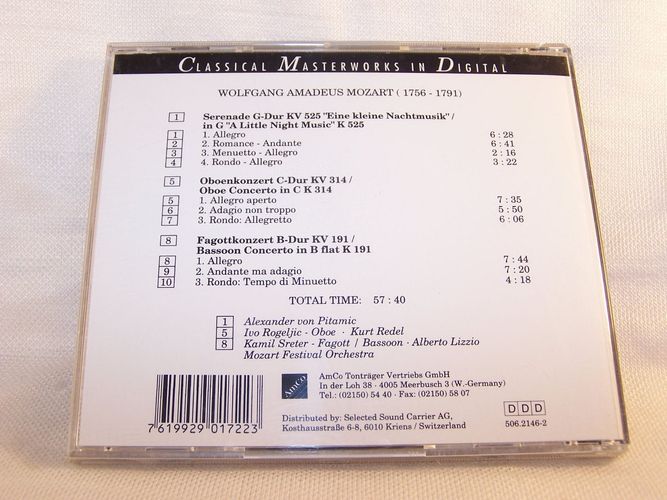 CLASSICAL MASTERWORKS IN DIGITAL
WOLFGANG AMADEUS MOZART ( 1756 - 1791)
1 Serenade G-Dur KV 525 "Eine kleine Nachtmusik" /
in G "A Little Night Music" K 525
1 1. Allegro 6 : 28
2 2. Romance - Andante 6 : 41
3 3. Menuetto - Allegro 2 : 16
4 4. Rondo - Allegro 3 : 22
5 Oboenkonzert C-Dur KV 314 /
Oboe Concerto in C K 314
5 1. Allegro aperto 7 : 35
6 2. Adagio non troppo 5 : 50
7 3. Rondo: Allegretto 6 : 06
8 Fagottkonzert B-Dur KV 191 /
Bassoon Concerto in B flat K 191
8 1. Allegro 7 : 44
9 2. Andante ma adagio 7 : 20
10 3. Rondo: Tempo di Minuetto 4 : 18
TOTAL TIME: 57 : 40
1 Alexander von Pitamic
5 Ivo Rogeljic - Oboe · Kurt Redel
8 Kamil Sreter - Fagott / Bassoon · Alberto Lizzio
Mozart Festival Orchestra
AmCo
AmCo Tonträger Vertriebs GmbH
In der Loh 38 · 4005 Meerbusch 3 (W.-Germany)
Tel.: (02150) 54 40 · Fax: (02150) 58 07
Distributed by: Selected Sound Carrier AG,
Kosthausstraße 6-8, 6010 Kriens / Switzerland
DDD
506.2146-2
7 619929 017223